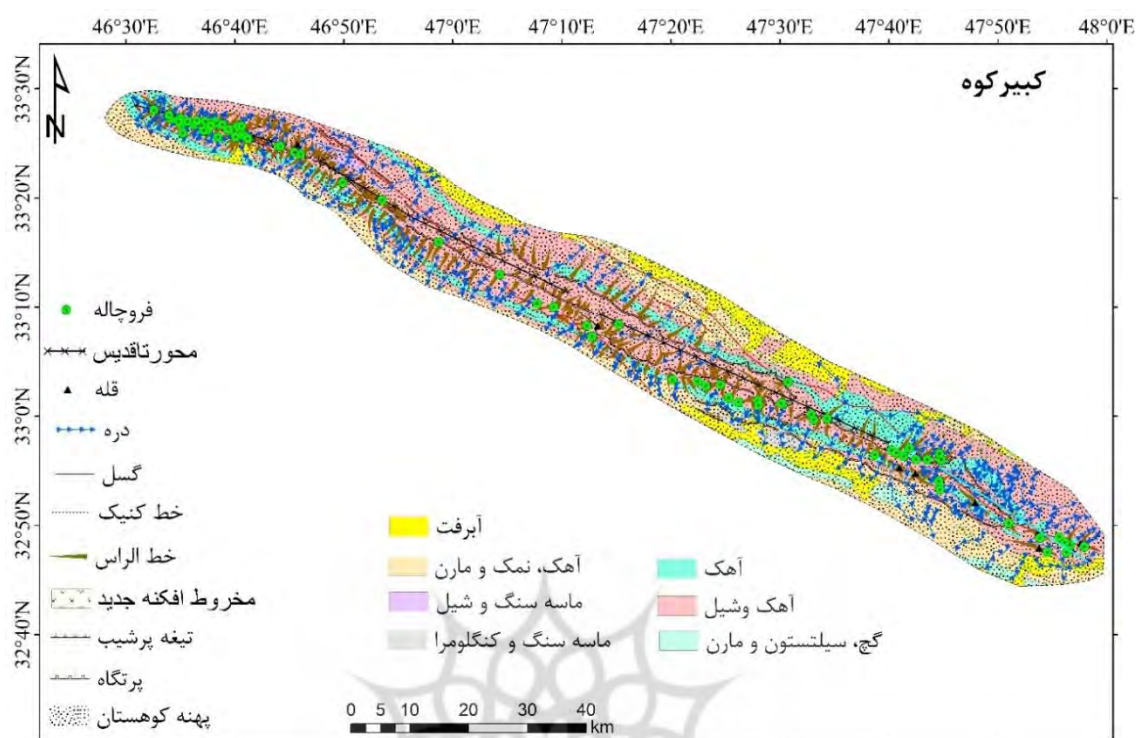 46°30'E 46°40'E 46°50'E 47°0'E 47°10'E 47°20'E 47°30'E 47°40'E 47°50'E 48°0'E
کبیرکوه
33°30'N
N
33°20'N
33°10'N
33°0'N
32°50'N
32°40'N
فروچاله
محورتاقدیس
قله
دره
گسل
خط کنیک
خط الراس
مخروط افکنه جدید
تیغه پرشیب
پرتگاه
پهنه کوهستان
آبرفت
آهک، نمک و مارن
ماسه سنگ و شیل
ماسه سنگ و کنگلومرا
آهک
آهک وشیل
گچ، سیلتستون و مارن
0 5 10 20 30 40
km